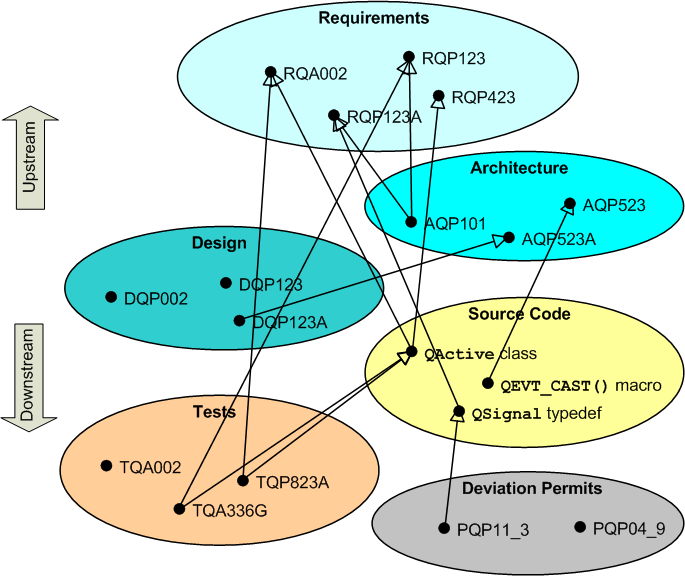 Requirements
RQP123
RQA002
RQP423
RQP123A
Upstream
Architecture
AQP523
AQP101
AQP523A
Design
DQP123
DQP002
DQP123A
Downstream
Source Code
QActive class
QEVT_CAST() macro
QSignal typedef
Tests
TQA002
TQP823A
TQA336G
Deviation Permits
PQP11_3
PQP04_9